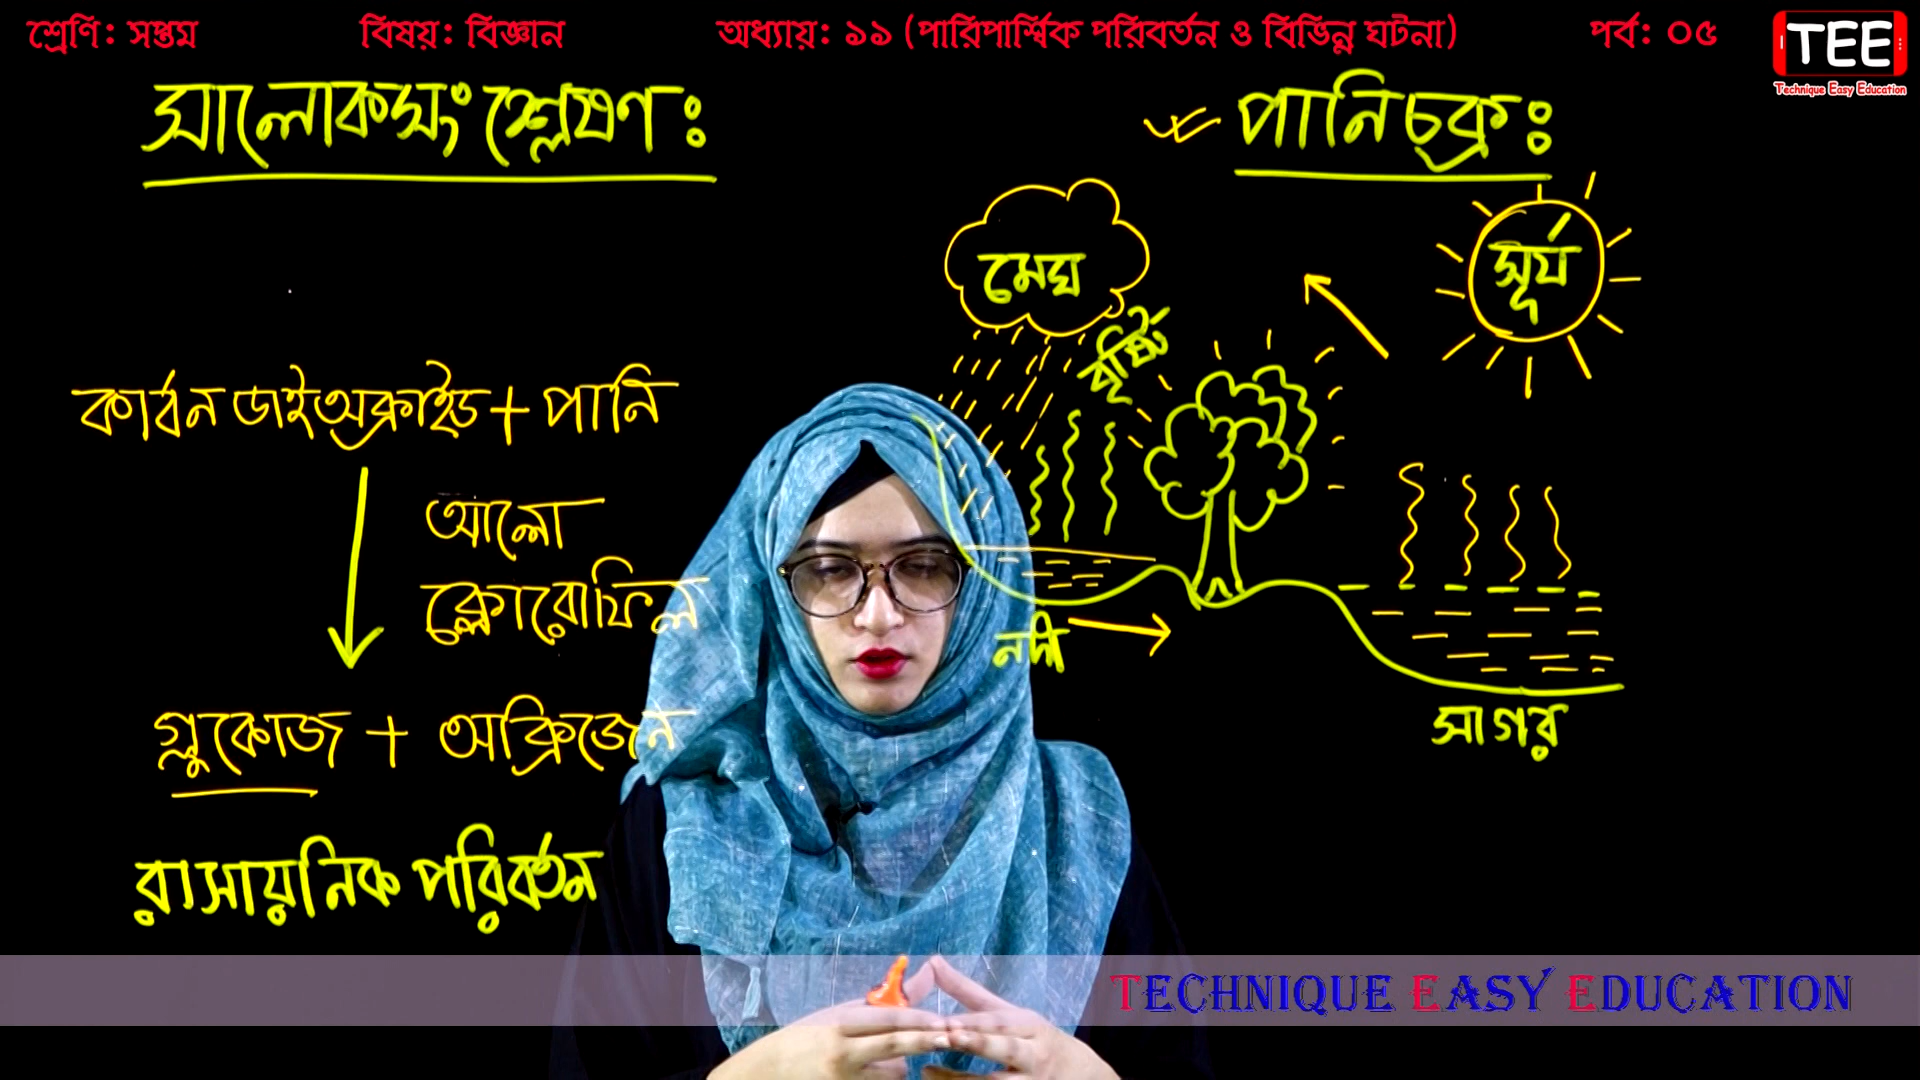 শ্রেণি: সপ্তম
বিষয়: বিজ্ঞান
অধ্যায়: ১১ (পারিপার্শ্বিক পরিবর্তন ও বিভিন্ন ঘটনা)
পর্ব: ০৫
TEE
Technique Easy Education
সালোকসংশ্লেষণ:
পানিচক্র:
মেঘ
সূর্য
বৃষ্টি
কার্বন ডাইঅক্সাইড + পানি
আলো
ক্লোরোফিল
নদী
গ্লুকোজ + অক্সিজেন
সাগর
রাসায়নিক পরিবর্তন
TECHNIQUE EASY EDUCATION